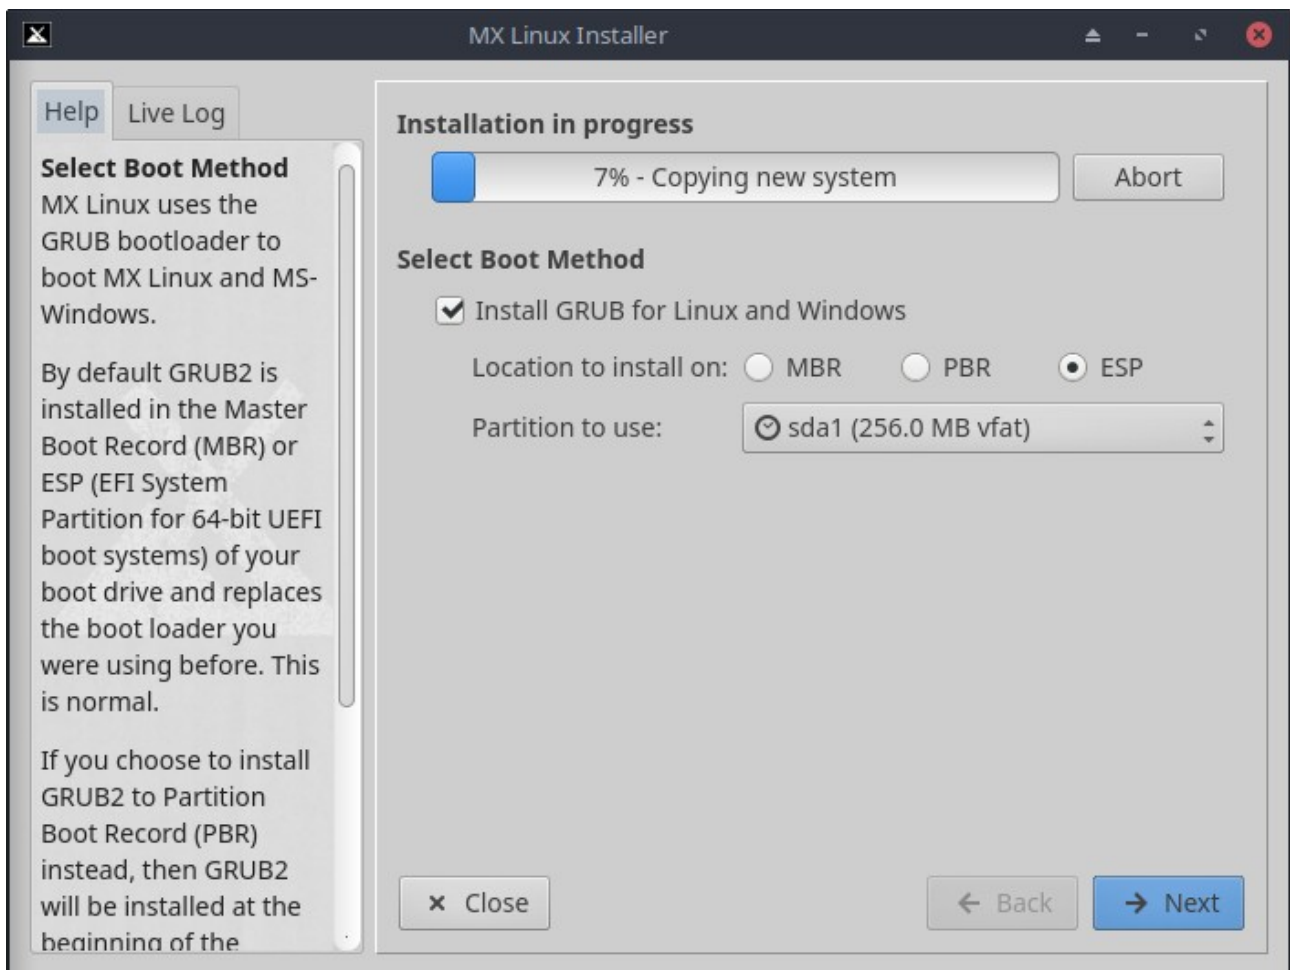 MX Linux Installer
Help
Live Log
Select Boot Method
MX Linux uses the
GRUB bootloader to
boot MX Linux and MS-
Windows.
By default GRUB2 is
installed in the Master
Boot Record (MBR) or
ESP (EFI System
Partition for 64-bit UEFI
boot systems) of your
boot drive and replaces
the boot loader you
were using before. This
is normal.
If you choose to install
GRUB2 to Partition
Boot Record (PBR)
instead, then GRUB2
will be installed at the
beginning of the
Installation in progress
7% - Copying new system
Abort
Select Boot Method
Install GRUB for Linux and Windows
Location to install on: MBR PBR ESP
Partition to use: sda1 (256.0 MB vfat)
Close
Back
Next